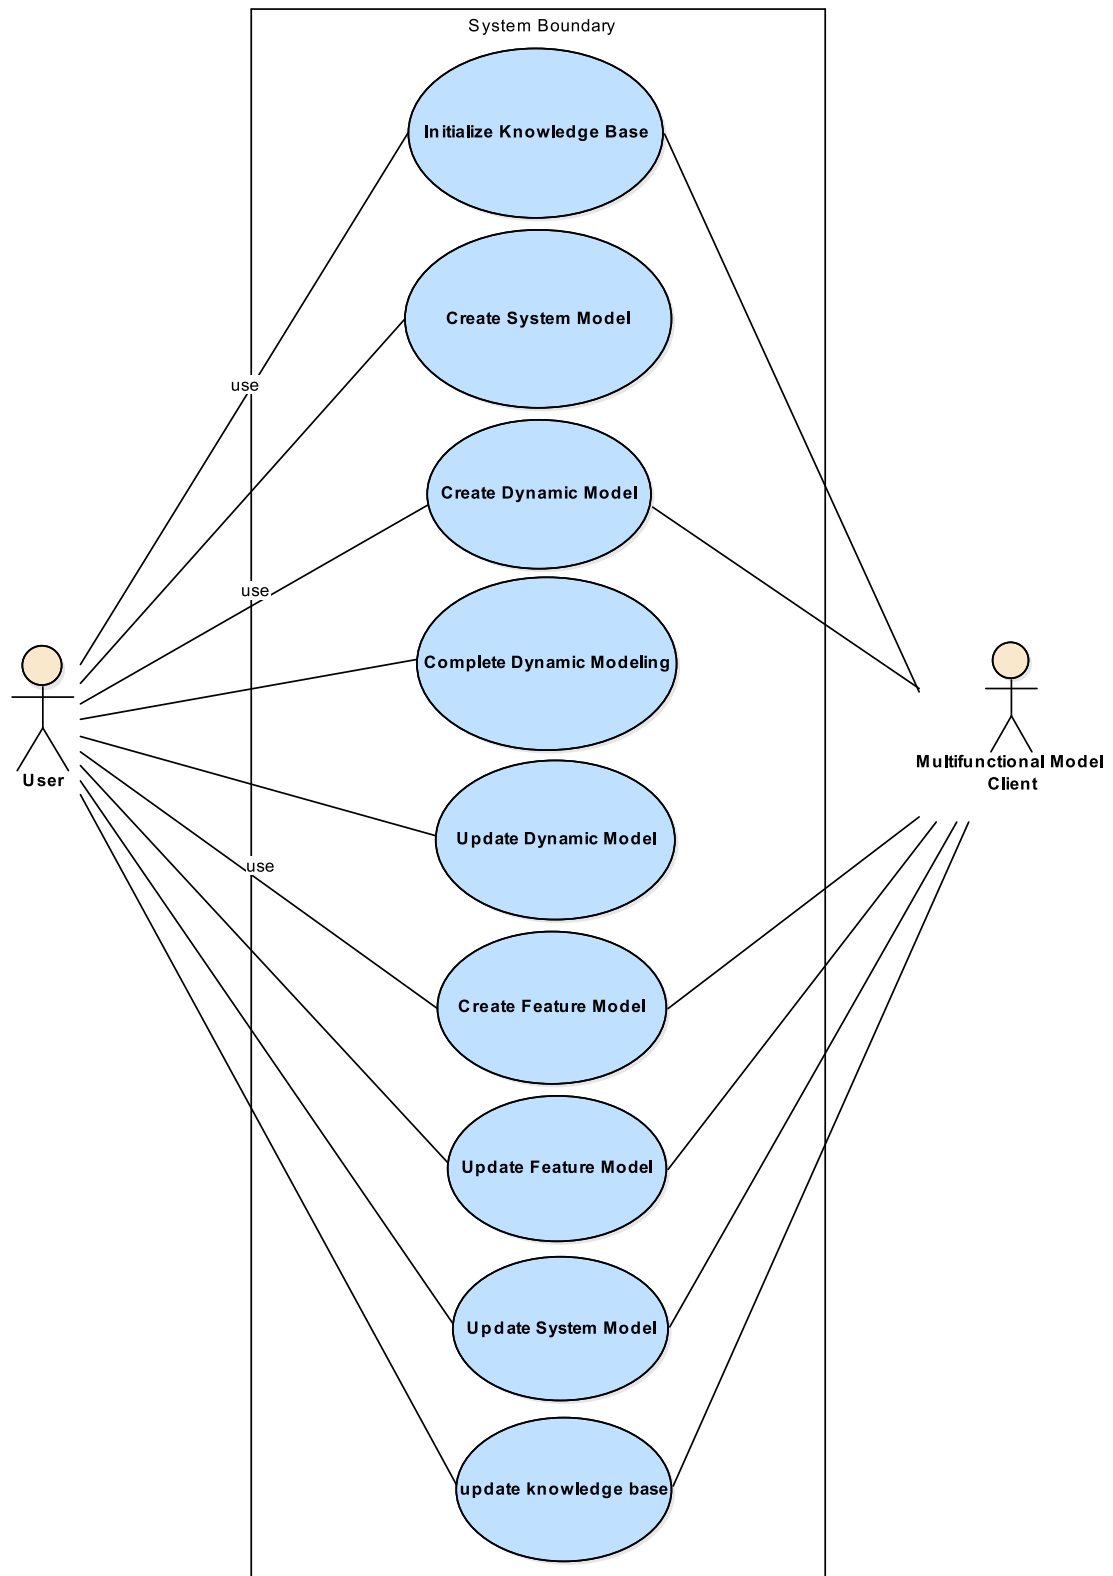 System Boundary
Initialize Knowledge Base
Create System Model
use
Create Dynamic Model
use
Complete Dynamic Modeling
User
Multifunctional Model
Client
Update Dynamic Model
use
Create Feature Model
Update Feature Model
Update System Model
update knowledge base